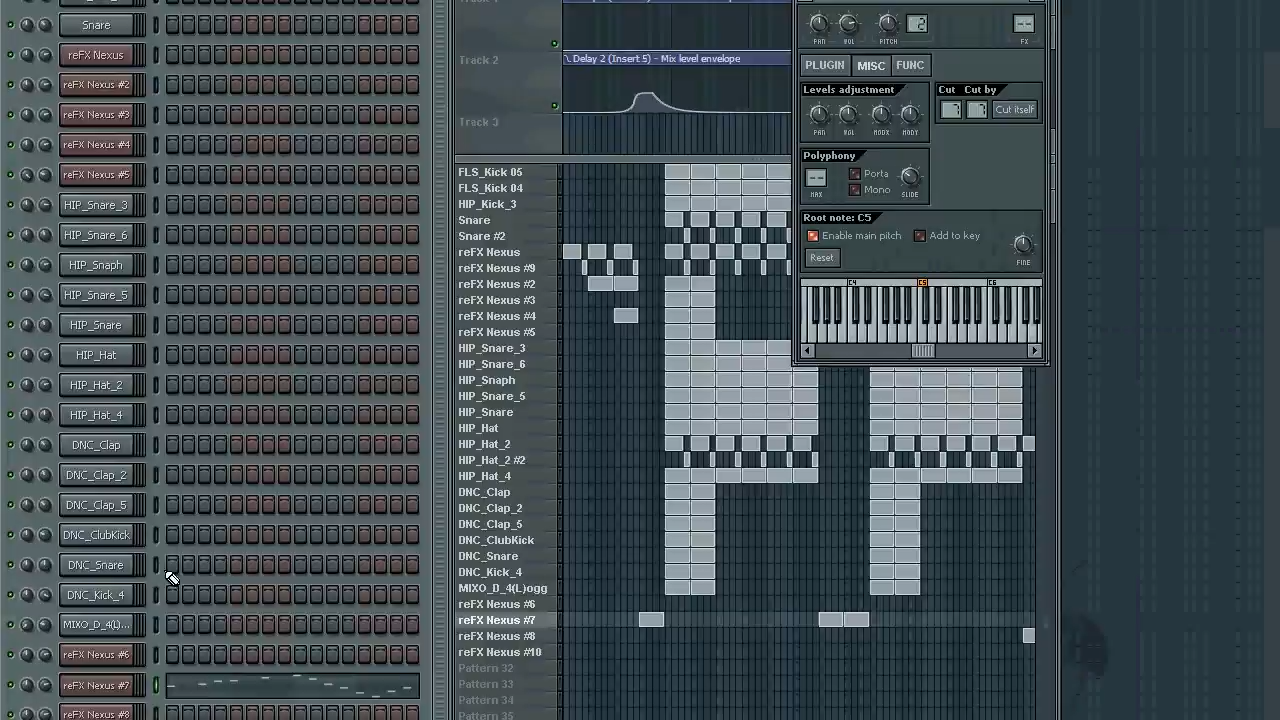 Snare
reFX Nexus
reFX Nexus #2
reFX Nexus #3
reFX Nexus #4
reFX Nexus #5
HIP_Snare_3
HIP_Snare_6
HIP_Snaph
HIP_Snare_5
HIP_Snare
HIP_Hat
HIP_Hat_2
HIP_Hat_4
DNC_Clap
DNC_Clap_2
DNC_Clap_5
DNC_ClubKick
DNC_Snare
DNC_Kick_4
MIXO_D_4(L)...
reFX Nexus #6
reFX Nexus #7
reFX Nexus #8
Track 2
Delay 2 (Insert 5) - Mix level envelope
Track 3
FLS_Kick 05
FLS_Kick 04
HIP_Kick_3
Snare
Snare #2
reFX Nexus
reFX Nexus #9
reFX Nexus #2
reFX Nexus #3
reFX Nexus #4
reFX Nexus #5
HIP_Snare_3
HIP_Snare_6
HIP_Snaph
HIP_Snare_5
HIP_Snare
HIP_Hat
HIP_Hat_2
HIP_Hat_2 #2
HIP_Hat_4
DNC_Clap
DNC_Clap_2
DNC_Clap_5
DNC_ClubKick
DNC_Snare
DNC_Kick_4
MIXO_D_4(L)ogg
reFX Nexus #6
reFX Nexus #7
reFX Nexus #8
reFX Nexus #10
Pattern 32
Pattern 33
Pattern 34
Pattern 35
PAN VOL PITCH FX
PLUGIN MISC FUNC
Levels adjustment
PAN VOL MODX MODY
Cut Cut by
Cut itself
Polyphony
MAX
Porta
Mono
SLIDE
Root note: C5
Enable main pitch Add to key
Reset
FINE
C4 C5 C6